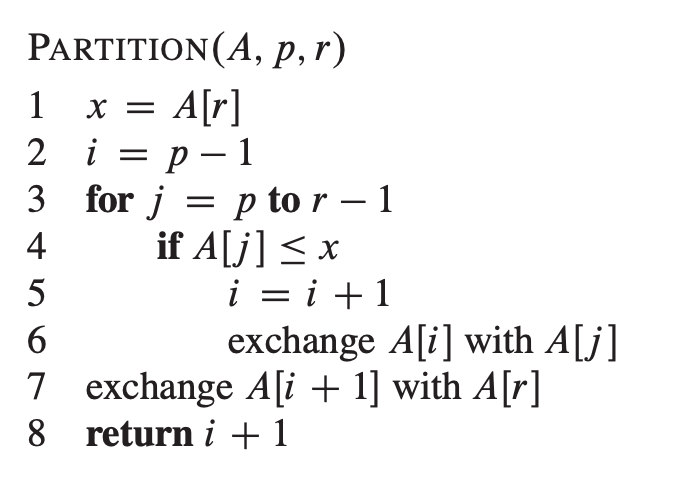 PARTITION(A, p, r)
1 x = A[r]
2 i = p − 1
3 for j = p to r − 1
4 if A[j] ≤ x
5 i = i + 1
6 exchange A[i] with A[j]
7 exchange A[i + 1] with A[r]
8 return i + 1